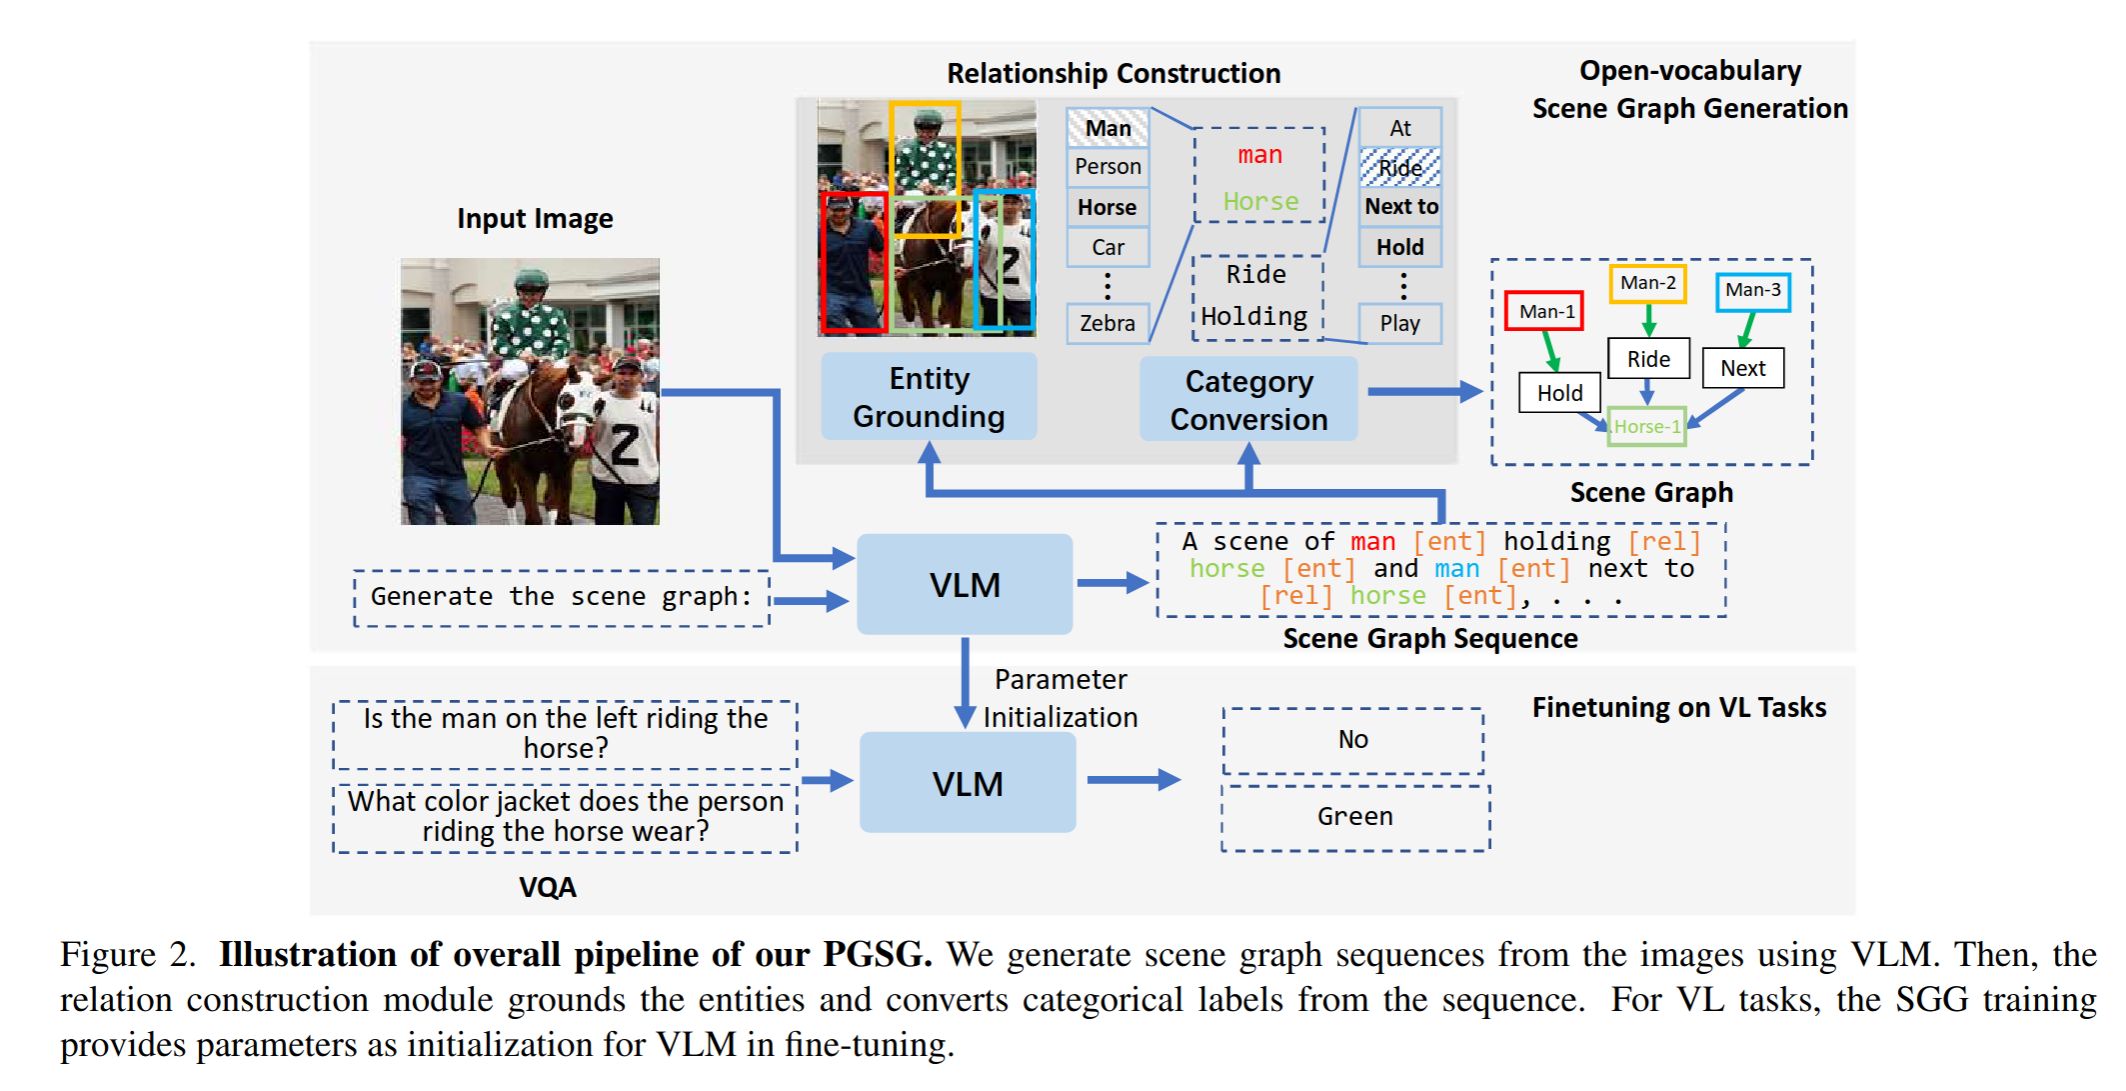 Relationship Construction
Open-vocabulary
Scene Graph Generation
Input Image
Man
Person
Horse
Car
Zebra
man
Horse
Ride
Holding
At
Ride
Next to
Hold
Play
Entity
Grounding
Category
Conversion
Man-1
Man-2
Man-3
Hold
Ride
Next
Horse-1
Scene Graph
2
2
Generate the scene graph:
VLM
A scene of man [ent] holding [rel]
horse [ent] and man [ent] next to
[rel] horse [ent], . . .
Scene Graph Sequence
Parameter
Initialization
Finetuning on VL Tasks
Is the man on the left riding the
horse?
What color jacket does the person
riding the horse wear?
VQA
VLM
No
Green
Figure 2. Illustration of overall pipeline of our PGSG. We generate scene graph sequences from the images using VLM. Then, the
relation construction module grounds the entities and converts categorical labels from the sequence. For VL tasks, the SGG training
provides parameters as initialization for VLM in fine-tuning.